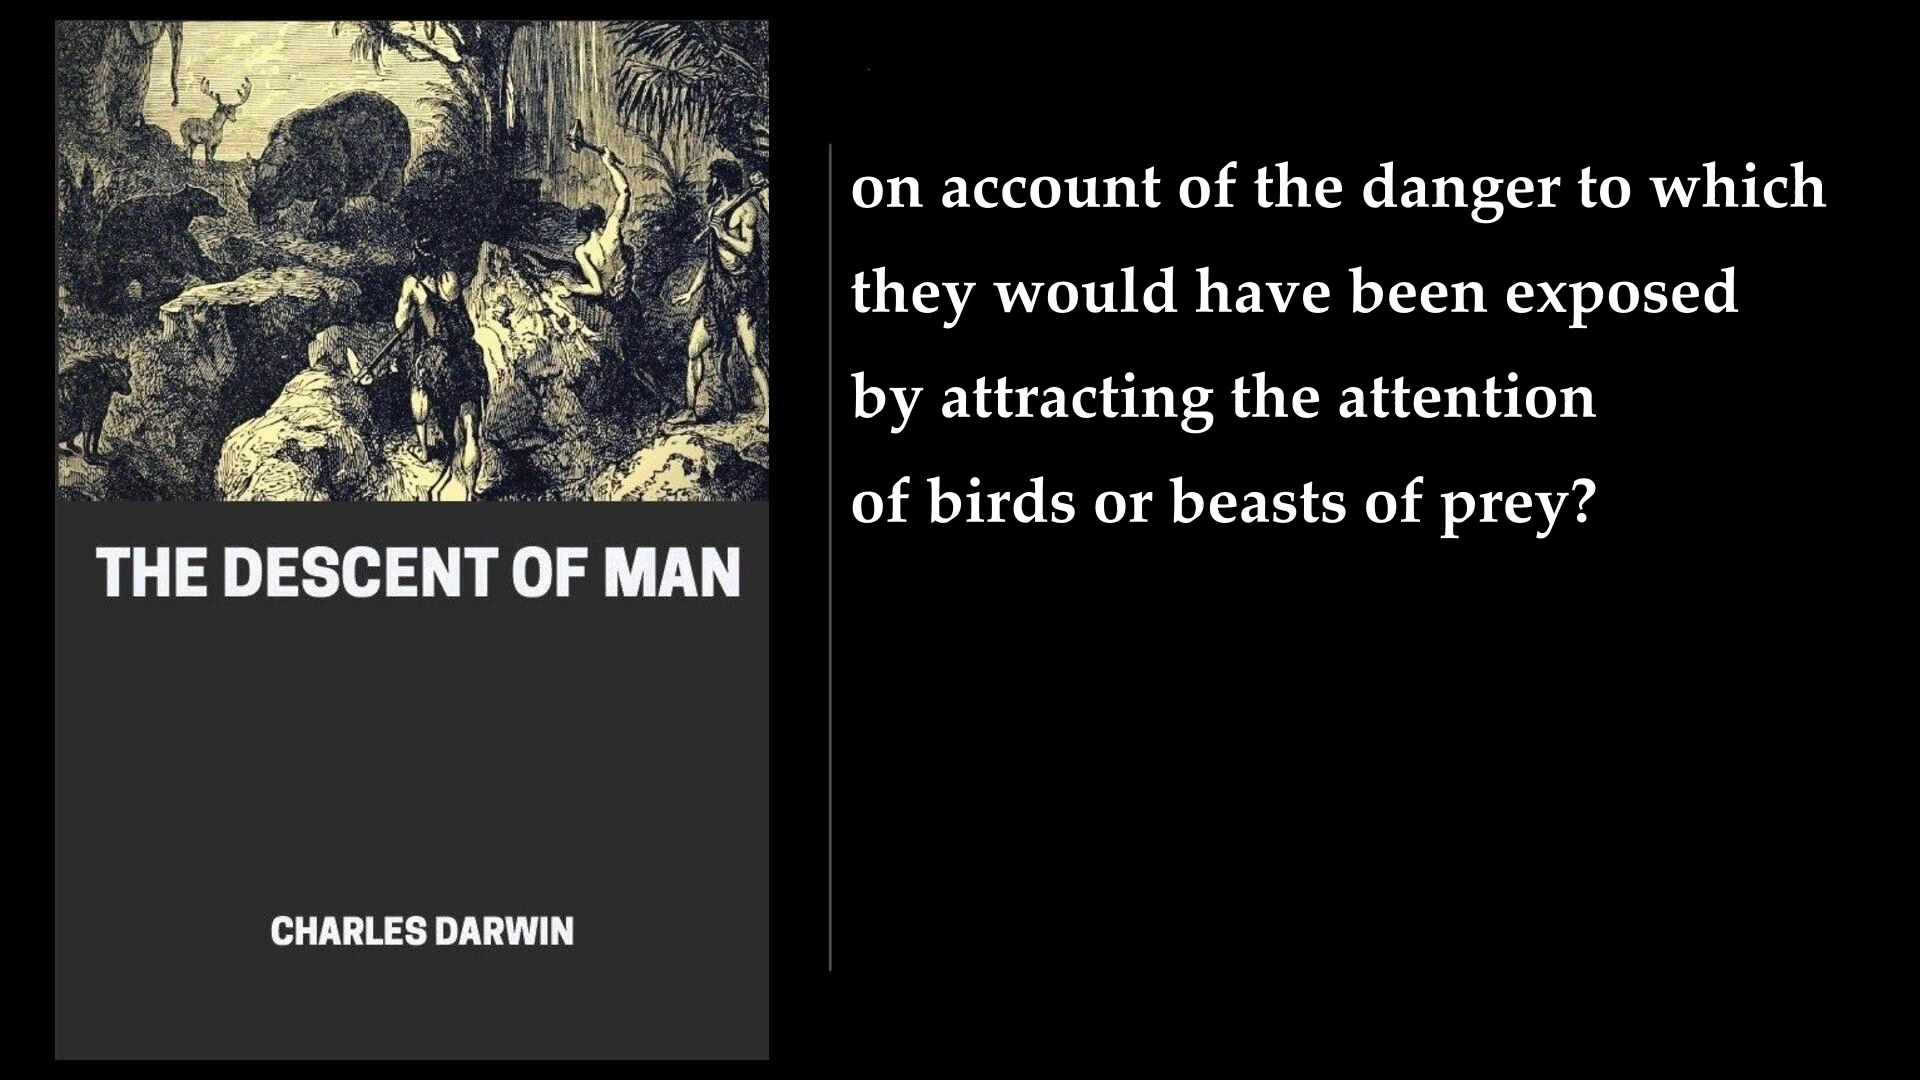 THE DESCENT OF MAN
CHARLES DARWIN
on account of the danger to which
they would have been exposed
by attracting the attention
of birds or beasts of prey?